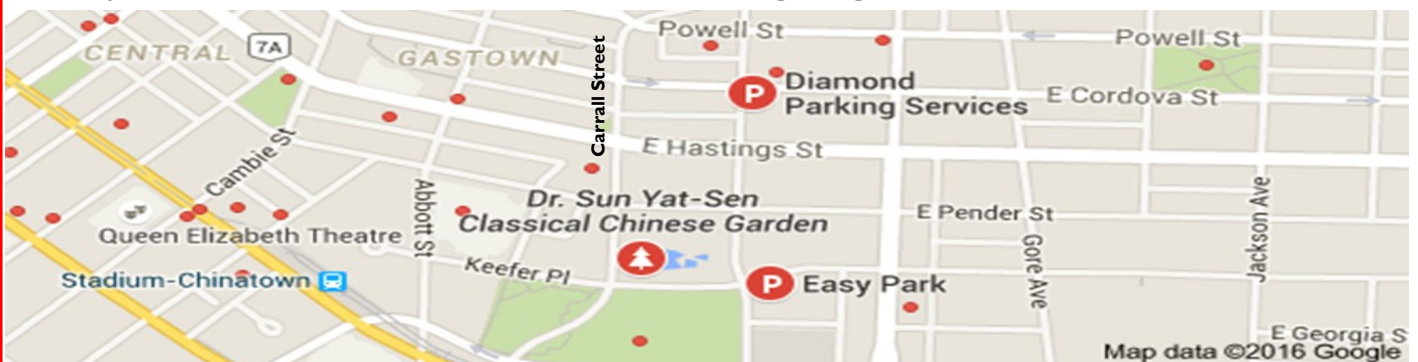 Powell St
Powell St
CENTRAL
7A
GASTOWN
Carrall Street
P
Diamond
Parking Services
E Cordova St
E Hastings St
Cambie St
Abbott St
Dr. Sun Yat-Sen
Classical Chinese Garden
E Pender St
Jackson Ave
Gore Ave
Queen Elizabeth Theatre
Stadium-Chinatown
Keefer Pl
P
Easy Park
E Georgia S
Map data ©2016 Google